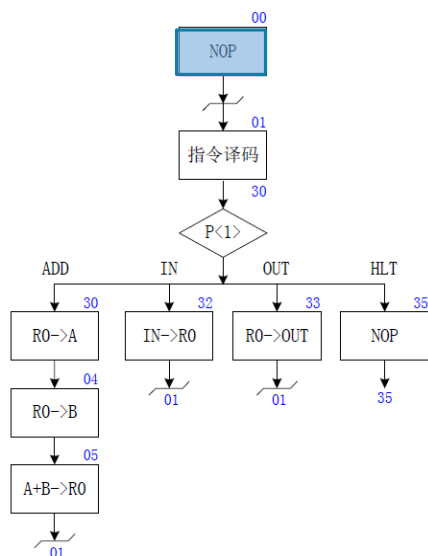 00
NOP
01
指令译码
30
P<1>
ADD IN OUT HLT
30 32 33 35
R0->A IN->R0 R0->OUT NOP
04 01 01 35
R0->B
05
A+B->R0
01